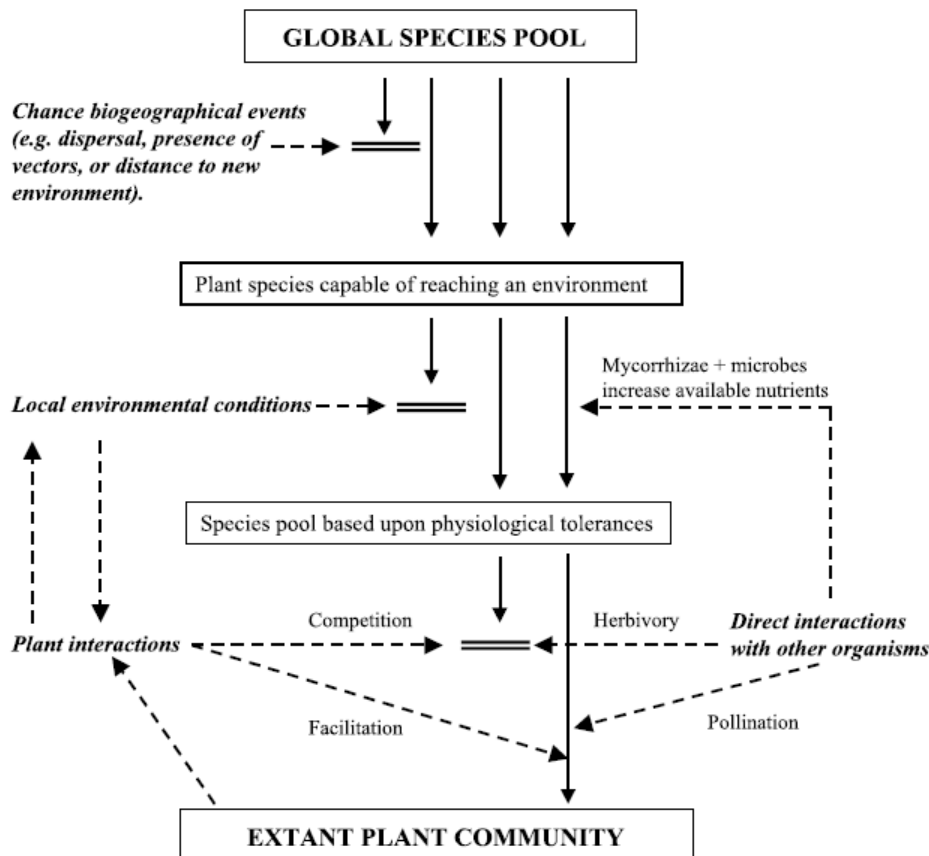 GLOBAL SPECIES POOL
Chance biogeographical events
(e.g. dispersal, presence of
vectors, or distance to new
environment).
Plant species capable of reaching an environment
Mycorrhizae + microbes
increase available nutrients
Local environmental conditions
Species pool based upon physiological tolerances
Competition
Herbivory
Direct interactions
with other organisms
Plant interactions
Facilitation
Pollination
EXTANT PLANT COMMUNITY